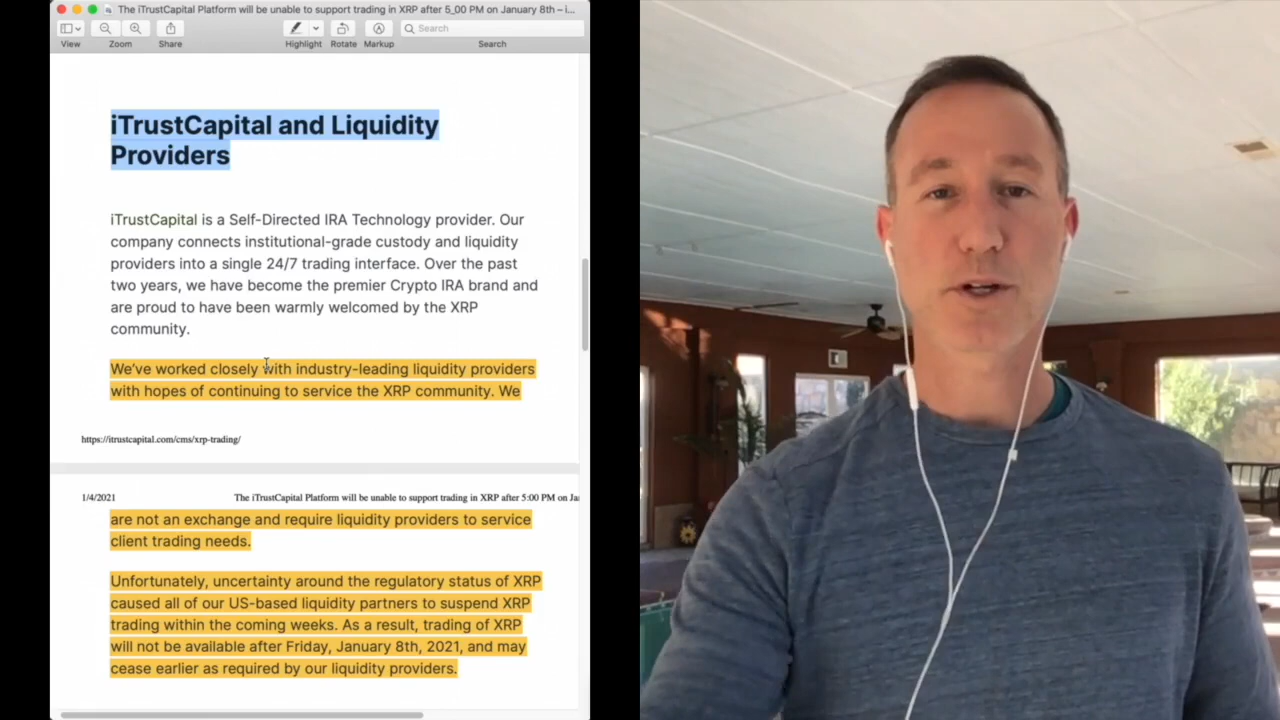 The iTrustCapital Platform will be unable to support trading in XRP after 5_00 PM on January 8th – i...
View
Zoom
Share
Highlight
Rotate
Markup
Search
Search
iTrustCapital and Liquidity
Providers
iTrustCapital is a Self-Directed IRA Technology provider. Our
company connects institutional-grade custody and liquidity
providers into a single 24/7 trading interface. Over the past
two years, we have become the premier Crypto IRA brand and
are proud to have been warmly welcomed by the XRP
community.
We've worked closely with industry-leading liquidity providers
with hopes of continuing to service the XRP community. We
https://itrustcapital.com/cms/xrp-trading/
1/4/2021
The iTrustCapital Platform will be unable to support trading in XRP after 5:00 PM on Ja
are not an exchange and require liquidity providers to service
client trading needs.
Unfortunately, uncertainty around the regulatory status of XRP
caused all of our US-based liquidity partners to suspend XRP
trading within the coming weeks. As a result, trading of XRP
will not be available after Friday, January 8th, 2021, and may
cease earlier as required by our liquidity providers.